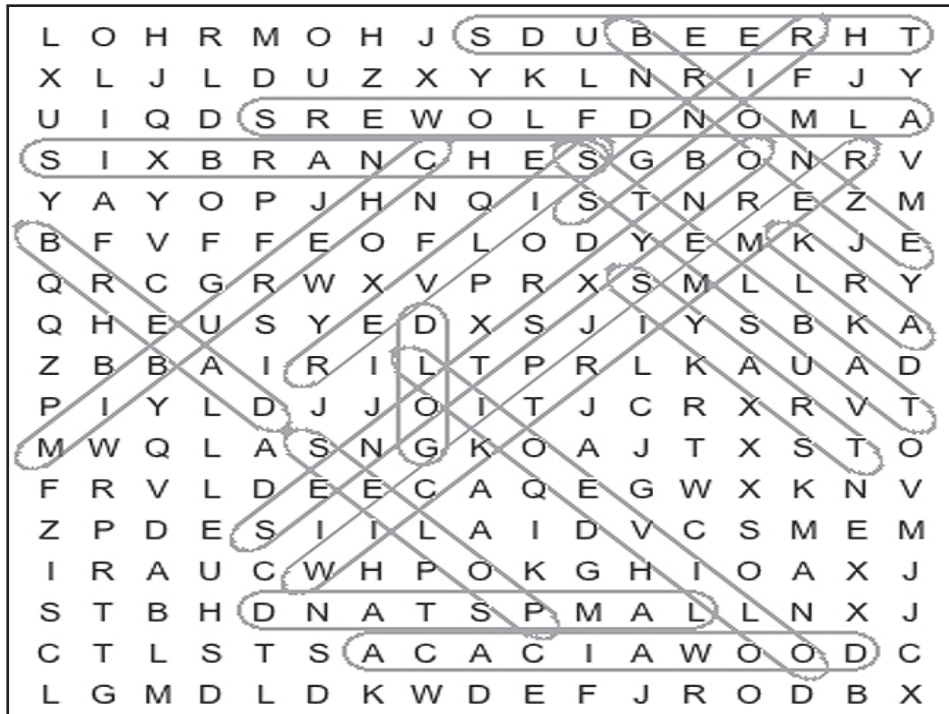 L O H R M O H J S D U B E E R H T
X L J L D U Z X Y K L N R I F J Y
U I Q D S R E W O L F D N O M L A
S I X B R A N C H E S G B O N R V
Y A Y O P J H N Q I S T N R E Z M
B F V F F E O F L O D Y E M K J E
Q R C G R W X V P R X S M L L R Y
Q H E U S Y E D X S J I Y S B K A
Z B B A I R I L T P R L K A U A D
P I Y L D J J O I T J C R X R V T
M W Q L A S N G K O A J T X S T O
F R V L D E E C A Q E G W X K N V
Z P D E S I I L A I D V C S M E M
I R A U C W H P O K G H I O A X J
S T B H D N A T S P M A L L N X J
C T L S T S A C A C I A W O O D C
L G M D L D K W D E F J R O D B X